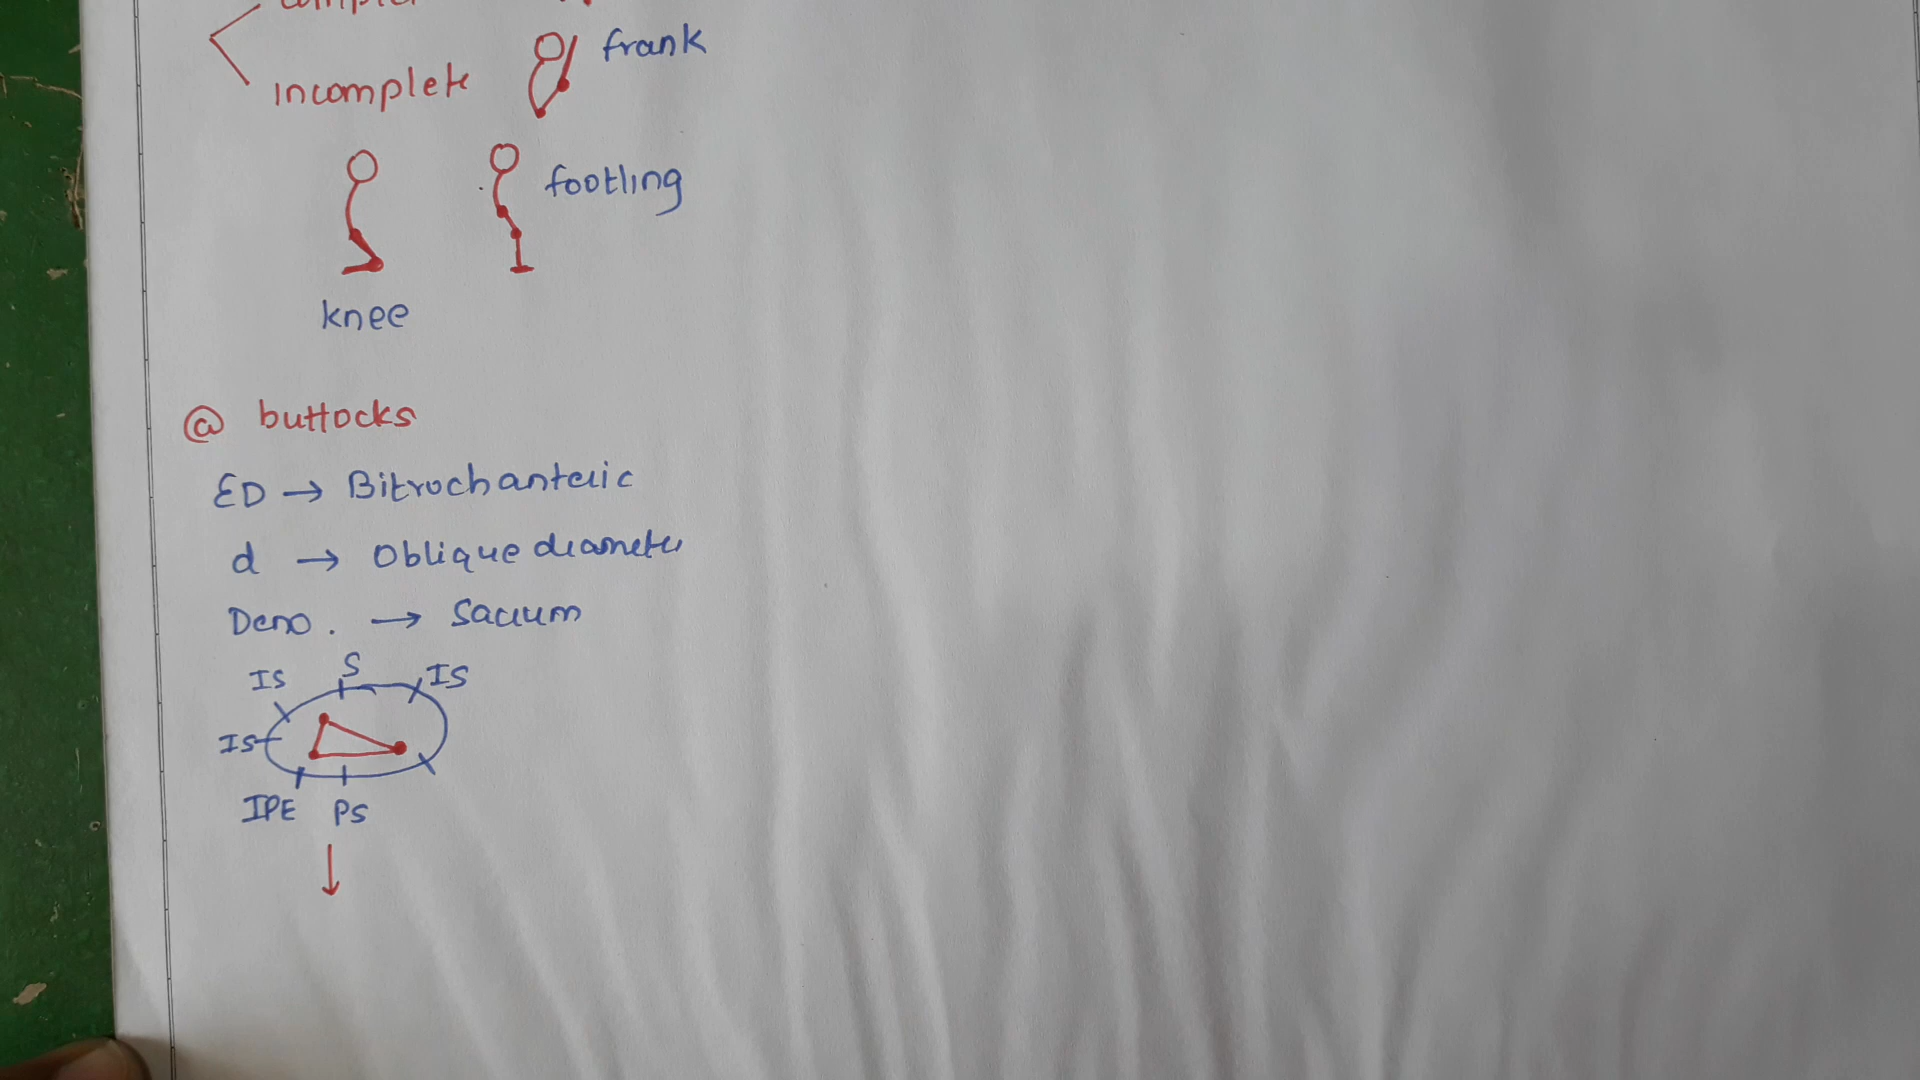 frank
incomplete
footling
knee
@ buttocks
ED → Bitrochanteric
d → Oblique diameter
Deno. → Sacrum
IS S IS
IS
IPE PS
↓